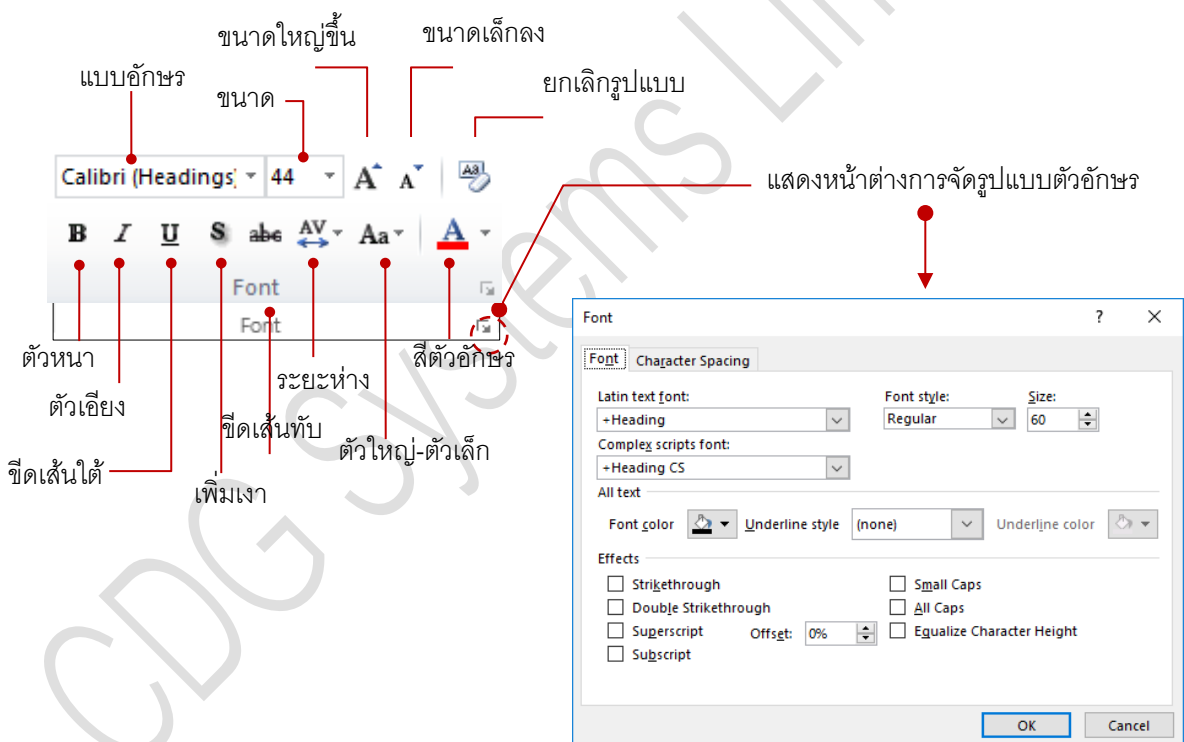 ขนาดใหญ่ขึ้น
ขนาดเล็กลง
แบบอักษร
ขนาด
ยกเลิกรูปแบบ
Calibri (Headings) 44 A A Aa
แสดงหน้าต่างการจัดรูปแบบตัวอักษร
B I U S abc AV Aa A
Font
Font
ตัวหนา
สีตัวอักษร
ระยะห่าง
ตัวเอียง
ขีดเส้นทับ
ตัวใหญ่-ตัวเล็ก
ขีดเส้นใต้
เพิ่มเงา
Font ? ×
Font Character Spacing
Latin text font: Font style: Size:
+Heading Regular 60
Complex scripts font:
+Heading CS
All text
Font color Underline style (none) Underline color
Effects
Strikethrough Small Caps
Double Strikethrough All Caps
Superscript Offset: 0% Equalize Character Height
Subscript
OK Cancel
CDG Systems Lim